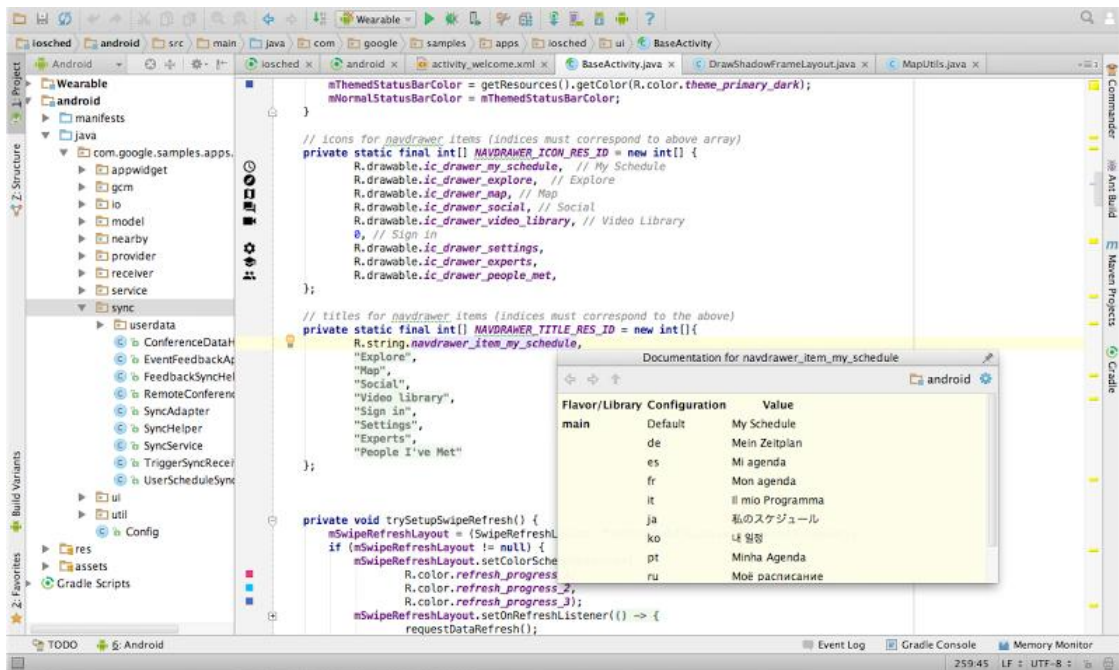 Wearable
iosched android src main java com google samples apps iosched ui BaseActivity
Android
iosched android activity_welcome.xml BaseActivity.java DrawShadowFrameLayout.java MapUtils.java
1: Project
Z: Structure
Build Variants
2: Favorites
Wearable
android
manifests
java
com.google.samples.apps.
appwidget
gcm
io
model
nearby
provider
receiver
service
sync
userdata
ConferenceDataH
EventFeedbackAp
FeedbackSyncHel
RemoteConferenc
SyncAdapter
SyncHelper
SyncService
TriggerSyncRecei
UserScheduleSync
ui
util
Config
res
assets
Gradle Scripts
mThemedStatusBarColor = getResources().getColor(R.color.theme_primary_dark);
mNormalStatusBarColor = mThemedStatusBarColor;
}
// icons for navdrawer items (indices must correspond to above array)
private static final int[] NAVDRAWER_ICON_RES_ID = new int[] {
R.drawable.ic_drawer_my_schedule, // My Schedule
R.drawable.ic_drawer_explore, // Explore
R.drawable.ic_drawer_map, // Map
R.drawable.ic_drawer_social, // Social
R.drawable.ic_drawer_video_library, // Video Library
0, // Sign in
R.drawable.ic_drawer_settings,
R.drawable.ic_drawer_experts,
R.drawable.ic_drawer_people_met,
};
// titles for navdrawer items (indices must correspond to the above)
private static final int[] NAVDRAWER_TITLE_RES_ID = new int[]{
R.string.navdrawer_item_my_schedule,
"Explore",
"Map",
"Social",
"Video library",
"Sign in",
"Settings",
"Experts",
"People I've Met"
};
private void trySetupSwipeRefresh() {
mSwipeRefreshLayout = (SwipeRefreshL
if (mSwipeRefreshLayout != null) {
mSwipeRefreshLayout.setColorSche
R.color.refresh_progress
R.color.refresh_progress_2,
R.color.refresh_progress_3);
mSwipeRefreshLayout.setOnRefreshListener(() -> {
requestDataRefresh();
Documentation for navdrawer_item_my_schedule
android
Flavor/Library Configuration Value
main Default My Schedule
de Mein Zeitplan
es Mi agenda
fr Mon agenda
it Il mio Programma
ja 私のスケジュール
ko 내 일정
pt Minha Agenda
ru Моё расписание
Commander
Ant Build
Maven Projects
Gradle
TODO 6: Android Event Log Gradle Console Memory Monitor
259:45 LF UTF-8